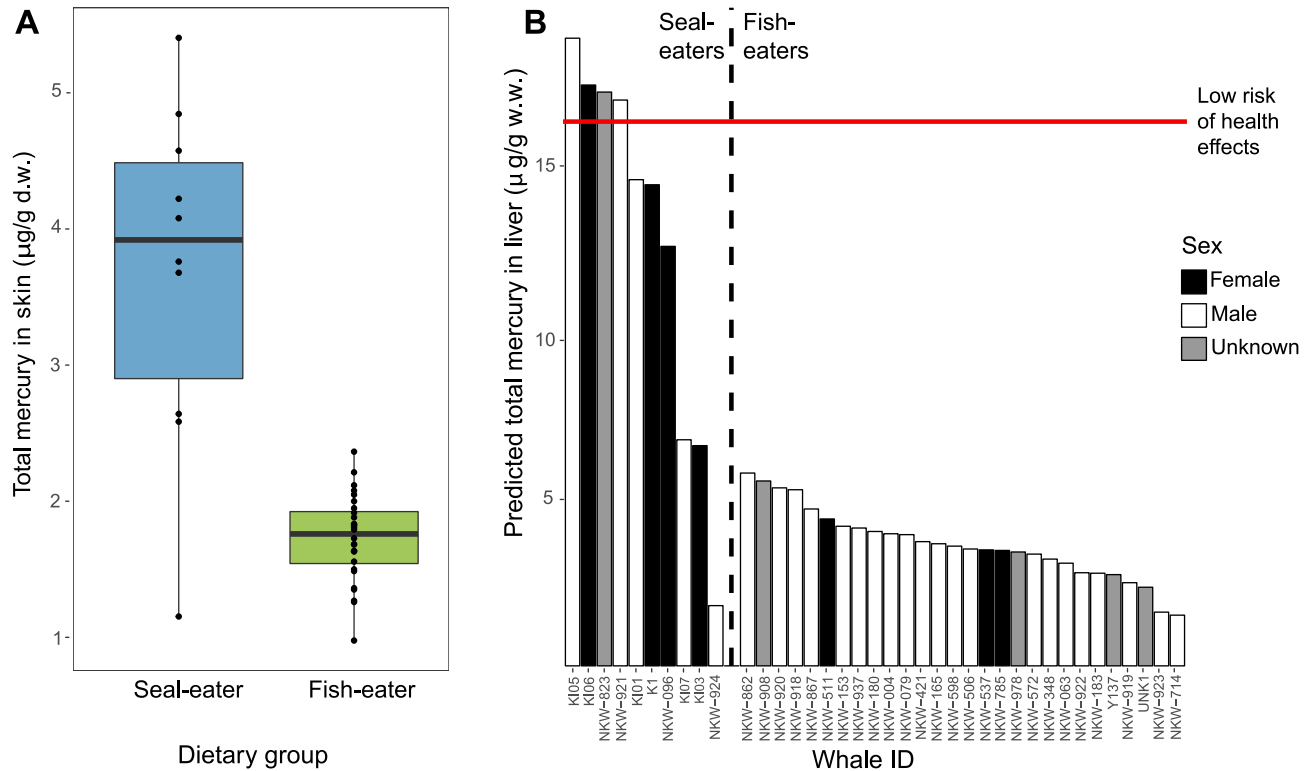 A
Total mercury in skin (µg/g d.w.)
5
4
3
2
1
Seal-eater
Fish-eater
Dietary group
B
Seal-
eaters
Fish-
eaters
Predicted total mercury in liver (µg/g w.w.)
15
10
5
Low risk
of health
effects
Sex
Female
Male
Unknown
KI05
KI06
NKW−823
NKW−921
KI01
K1
NKW−096
KI07
KI03
NKW−924
NKW−862
NKW−908
NKW−920
NKW−918
NKW−867
NKW−511
NKW−153
NKW−937
NKW−180
NKW−004
NKW−079
NKW−421
NKW−165
NKW−598
NKW−506
NKW−537
NKW−785
NKW−978
NKW−572
NKW−348
NKW−063
NKW−922
NKW−183
Y137
NKW−919
UNK1
NKW−923
NKW−714
Whale ID